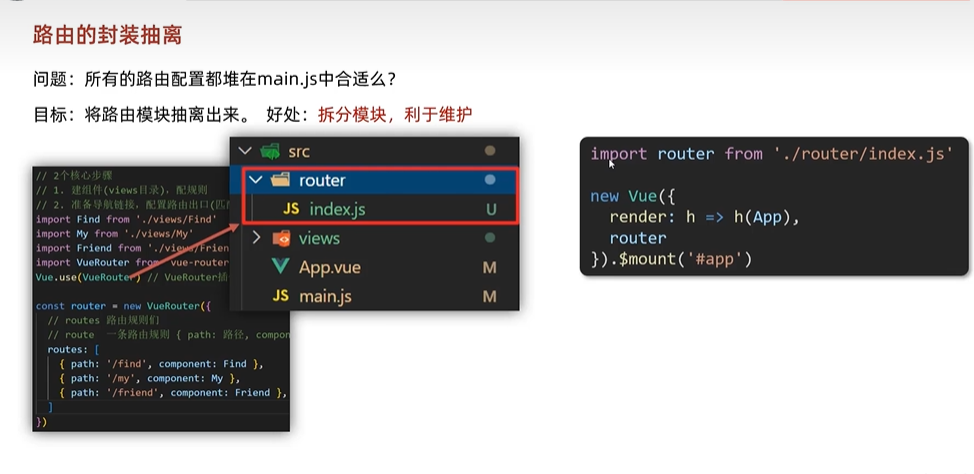 路由的封装抽离
问题：所有的路由配置都堆在main.js中合适么？
目标：将路由模块抽离出来。 好处：拆分模块，利于维护
// 2个核心步骤
// 1. 建组件(views目录)，配规则
// 2. 准备导航链接，配置路由出口(匹
import Find from './views/Find'
import My from './views/My'
import Friend from './views/Frien
import VueRouter from 'vue-router
Vue.use(VueRouter) // VueRouter插
const router = new VueRouter({
// routes 路由规则们
// route 一条路由规则 { path: 路径, compon
routes: [
{ path: '/find', component: Find },
{ path: '/my', component: My },
{ path: '/friend', component: Friend },
]
})
src
router
JS index.js U
views
App.vue M
JS main.js M
import router from './router/index.js'
new Vue({
render: h => h(App),
router
}).$mount('#app')